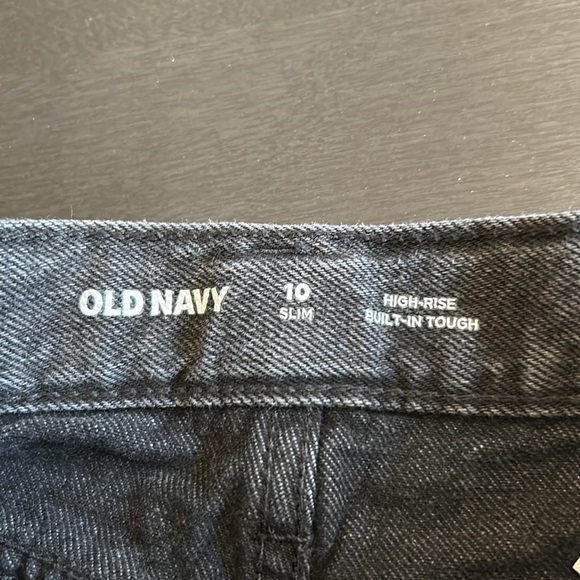 OLD NAVY
10
SLIM
HIGH-RISE
BUILT-IN TOUGH